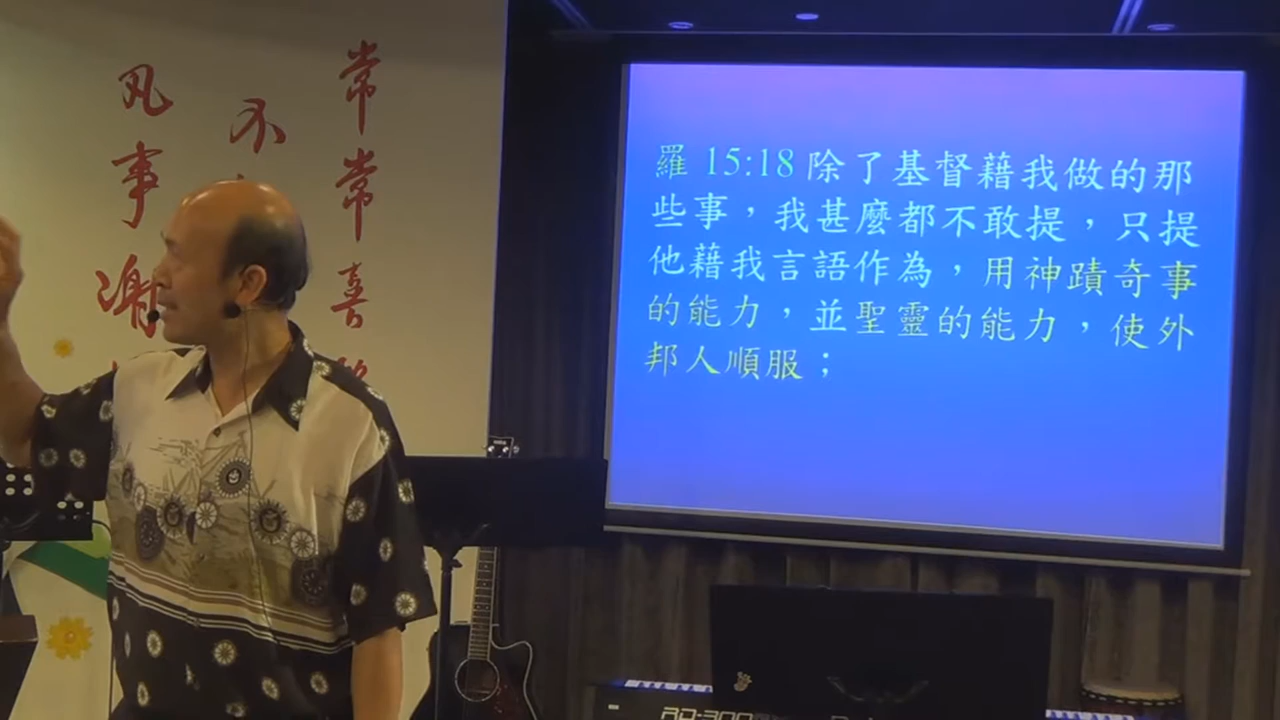 常常喜
不
凡事謝
羅 15:18 除了基督藉我做的那
些事，我甚麼都不敢提，只提
他藉我言語作為，用神蹟奇事
的能力，並聖靈的能力，使外
邦人順服；